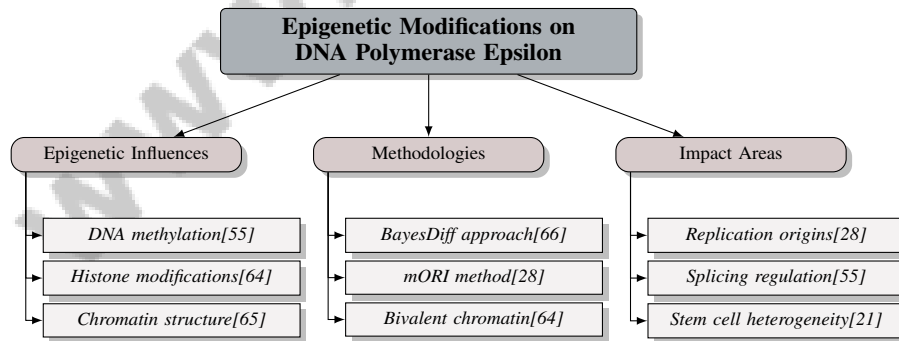 Epigenetic Modifications on
DNA Polymerase Epsilon
Epigenetic Influences
Methodologies
Impact Areas
DNA methylation[55]
BayesDiff approach[66]
Replication origins[28]
Histone modifications[64]
mORI method[28]
Splicing regulation[55]
Chromatin structure[65]
Bivalent chromatin[64]
Stem cell heterogeneity[21]
www